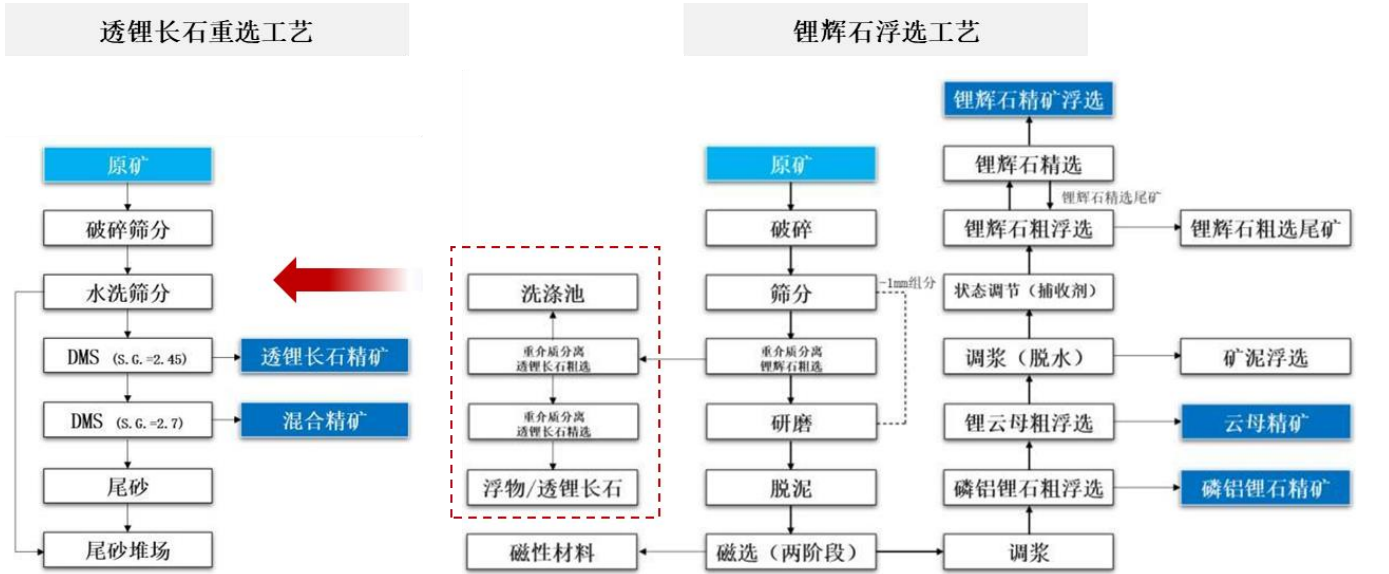 透锂长石重选工艺
原矿
破碎筛分
水洗筛分
DMS (S.G.=2.45)
透锂长石精矿
DMS (S.G.=2.7)
混合精矿
尾砂
尾砂堆场
锂辉石浮选工艺
原矿
破碎
筛分
-1mm组分
重介质分离
锂辉石粗选
研磨
脱泥
磁选（两阶段）
磁性材料
洗涤池
重介质分离
透锂长石粗选
重介质分离
透锂长石精选
浮物/透锂长石
锂辉石精矿浮选
锂辉石精选
锂辉石精选尾矿
锂辉石粗浮选
锂辉石粗选尾矿
状态调节（捕收剂）
调浆（脱水）
矿泥浮选
锂云母粗浮选
云母精矿
磷铝锂石粗浮选
磷铝锂石精矿
调浆